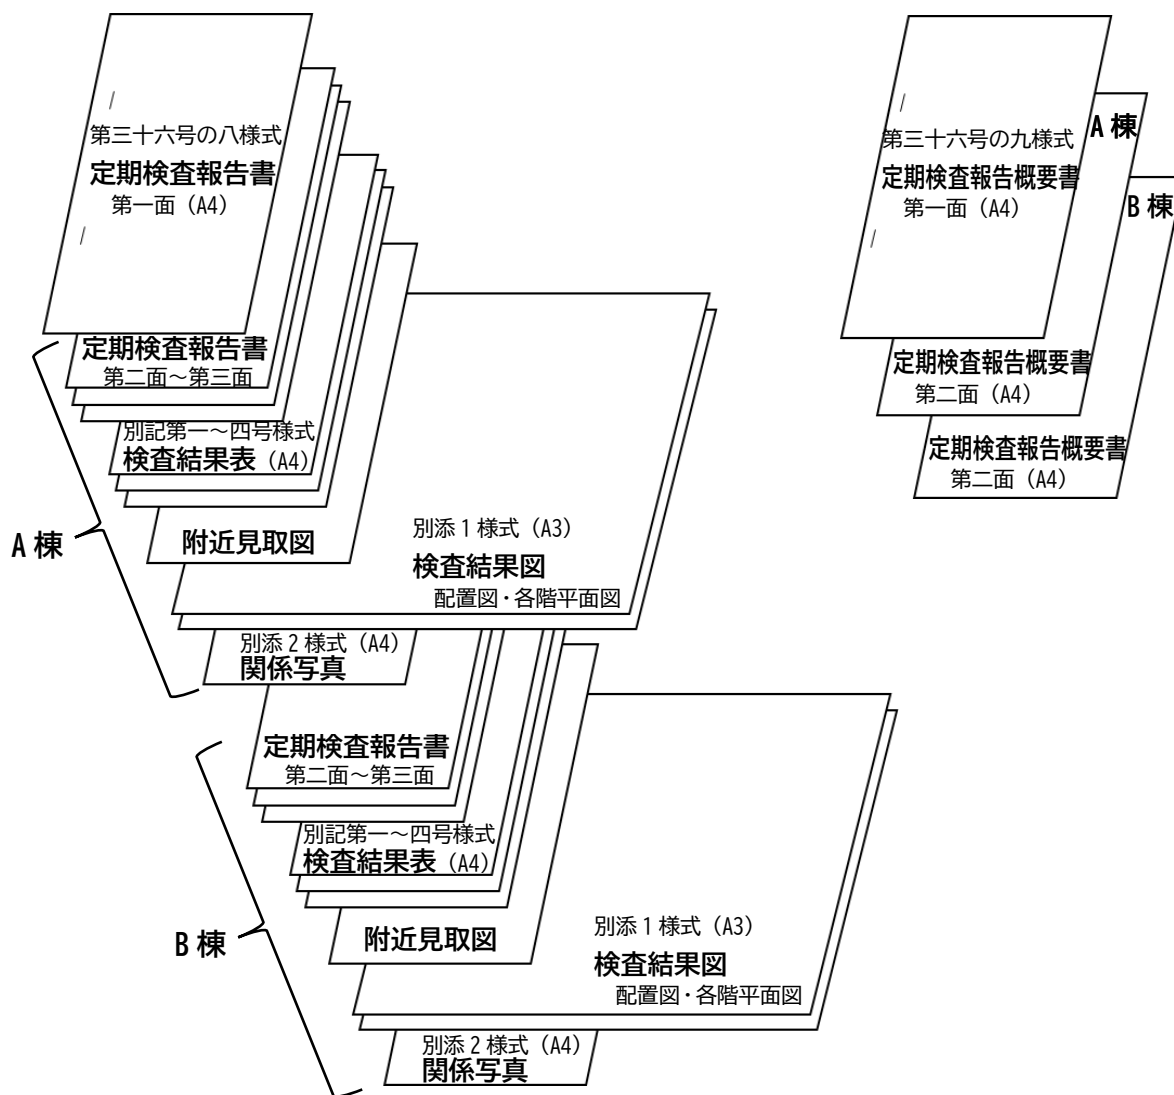 第三十六号の八様式
定期検査報告書
第一面（A4）
定期検査報告書
第二面～第三面
別記第一～四号様式
検査結果表（A4）
附近見取図
別添１様式（A3）
検査結果図
配置図・各階平面図
別添２様式（A4）
関係写真
A 棟
定期検査報告書
第二面～第三面
別記第一～四号様式
検査結果表（A4）
附近見取図
別添１様式（A3）
検査結果図
配置図・各階平面図
別添２様式（A4）
関係写真
B 棟
第三十六号の九様式
定期検査報告概要書
第一面（A4）
A 棟
定期検査報告概要書
第二面（A4）
B 棟
定期検査報告概要書
第二面（A4）